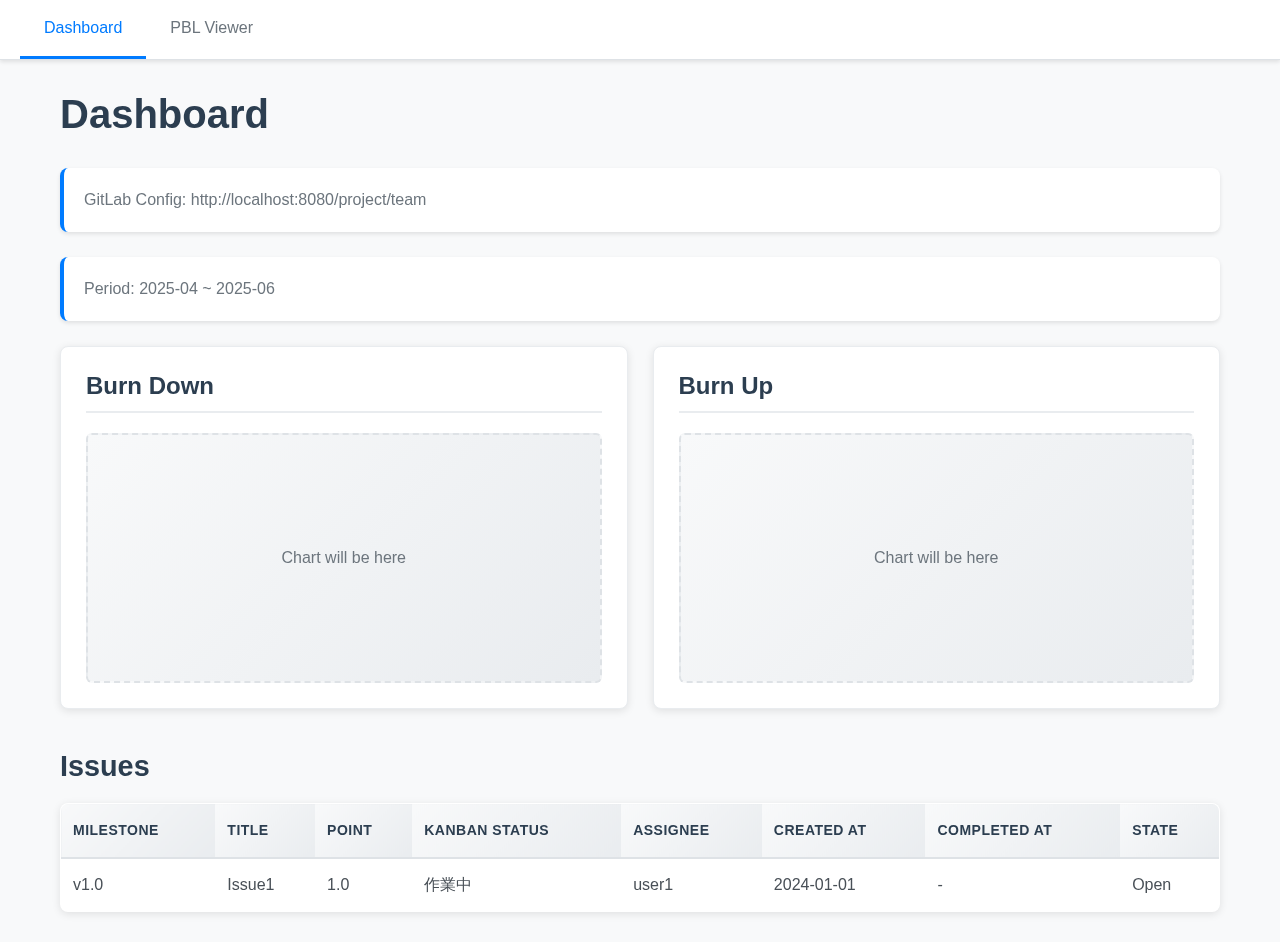 Dashboard PBL Viewer
Dashboard
GitLab Config: http://localhost:8080/project/team
Period: 2025-04 ~ 2025-06
Burn Down
Chart will be here
Burn Up
Chart will be here
Issues
MILESTONE TITLE POINT KANBAN STATUS ASSIGNEE CREATED AT COMPLETED AT STATE
v1.0 Issue1 1.0 作業中 user1 2024-01-01 - Open